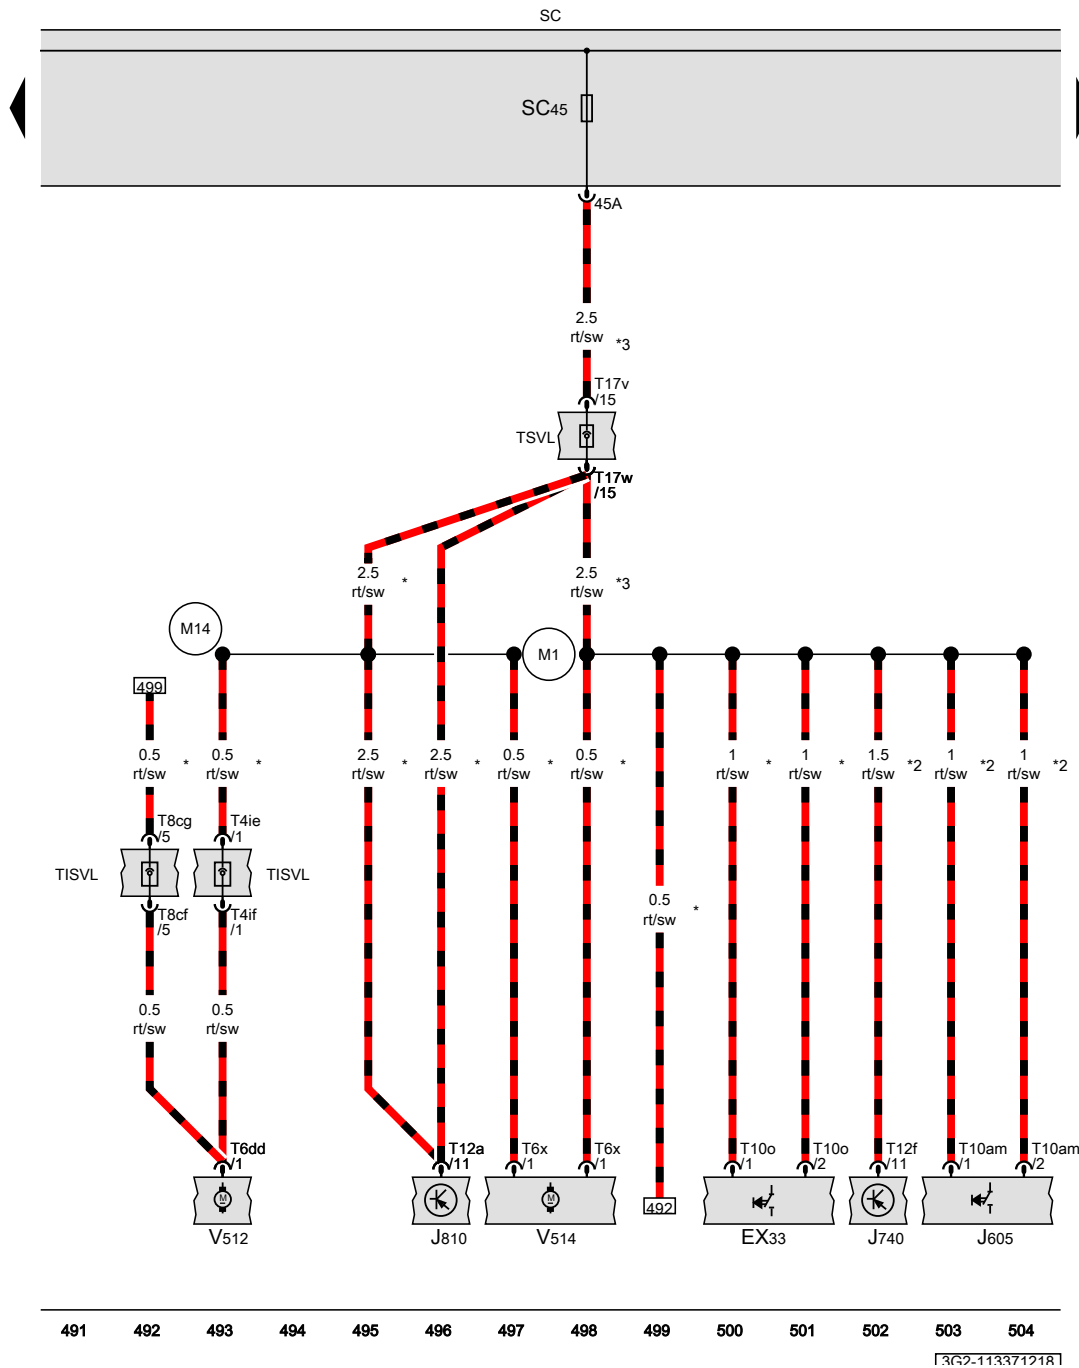 SC
SC45
45A
2.5
rt/sw
*3
T17v
/15
TSVL
T17w
/15
2.5
rt/sw
*
2.5
rt/sw
*3
M14
M1
499
0.5
rt/sw
*
0.5
rt/sw
*
2.5
rt/sw
*
2.5
rt/sw
*
0.5
rt/sw
*
0.5
rt/sw
*
1
rt/sw
*
1
rt/sw
*
1.5
rt/sw
*2
1
rt/sw
*2
1
rt/sw
*2
T8cg
/5
T4ie
/1
TISVL
TISVL
T8cf
/5
T4if
/1
0.5
rt/sw
*
0.5
rt/sw
0.5
rt/sw
T6dd
/1
T12a
/11
T6x
/1
T6x
/1
T10o
/1
T10o
/2
T12f
/11
T10am
/1
T10am
/2
M
M
492
V512
J810
V514
EX33
J740
J605
491 492 493 494 495 496 497 498 499 500 501 502 503 504
3G2-113371218